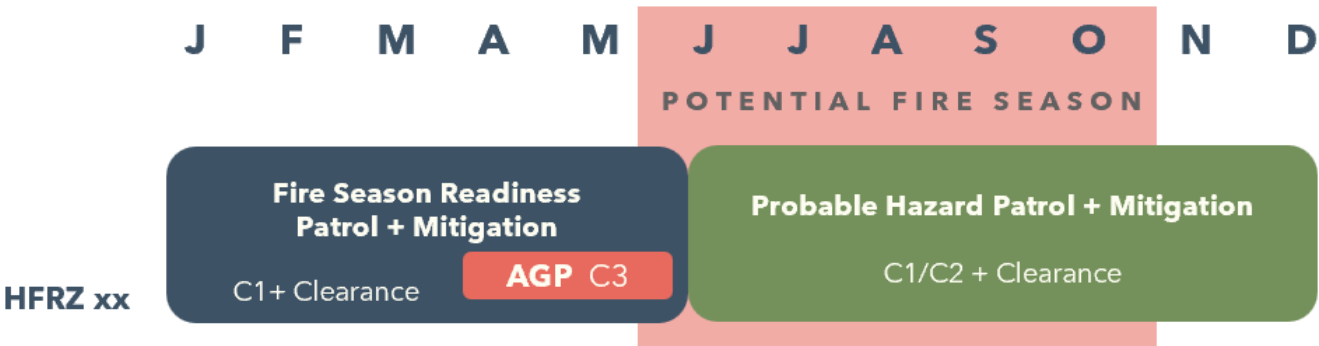 J F M A M J J A S O N D
POTENTIAL FIRE SEASON
Fire Season Readiness
Patrol + Mitigation
AGP C3
C1+ Clearance
Probable Hazard Patrol + Mitigation
C1/C2 + Clearance
HFRZ xx